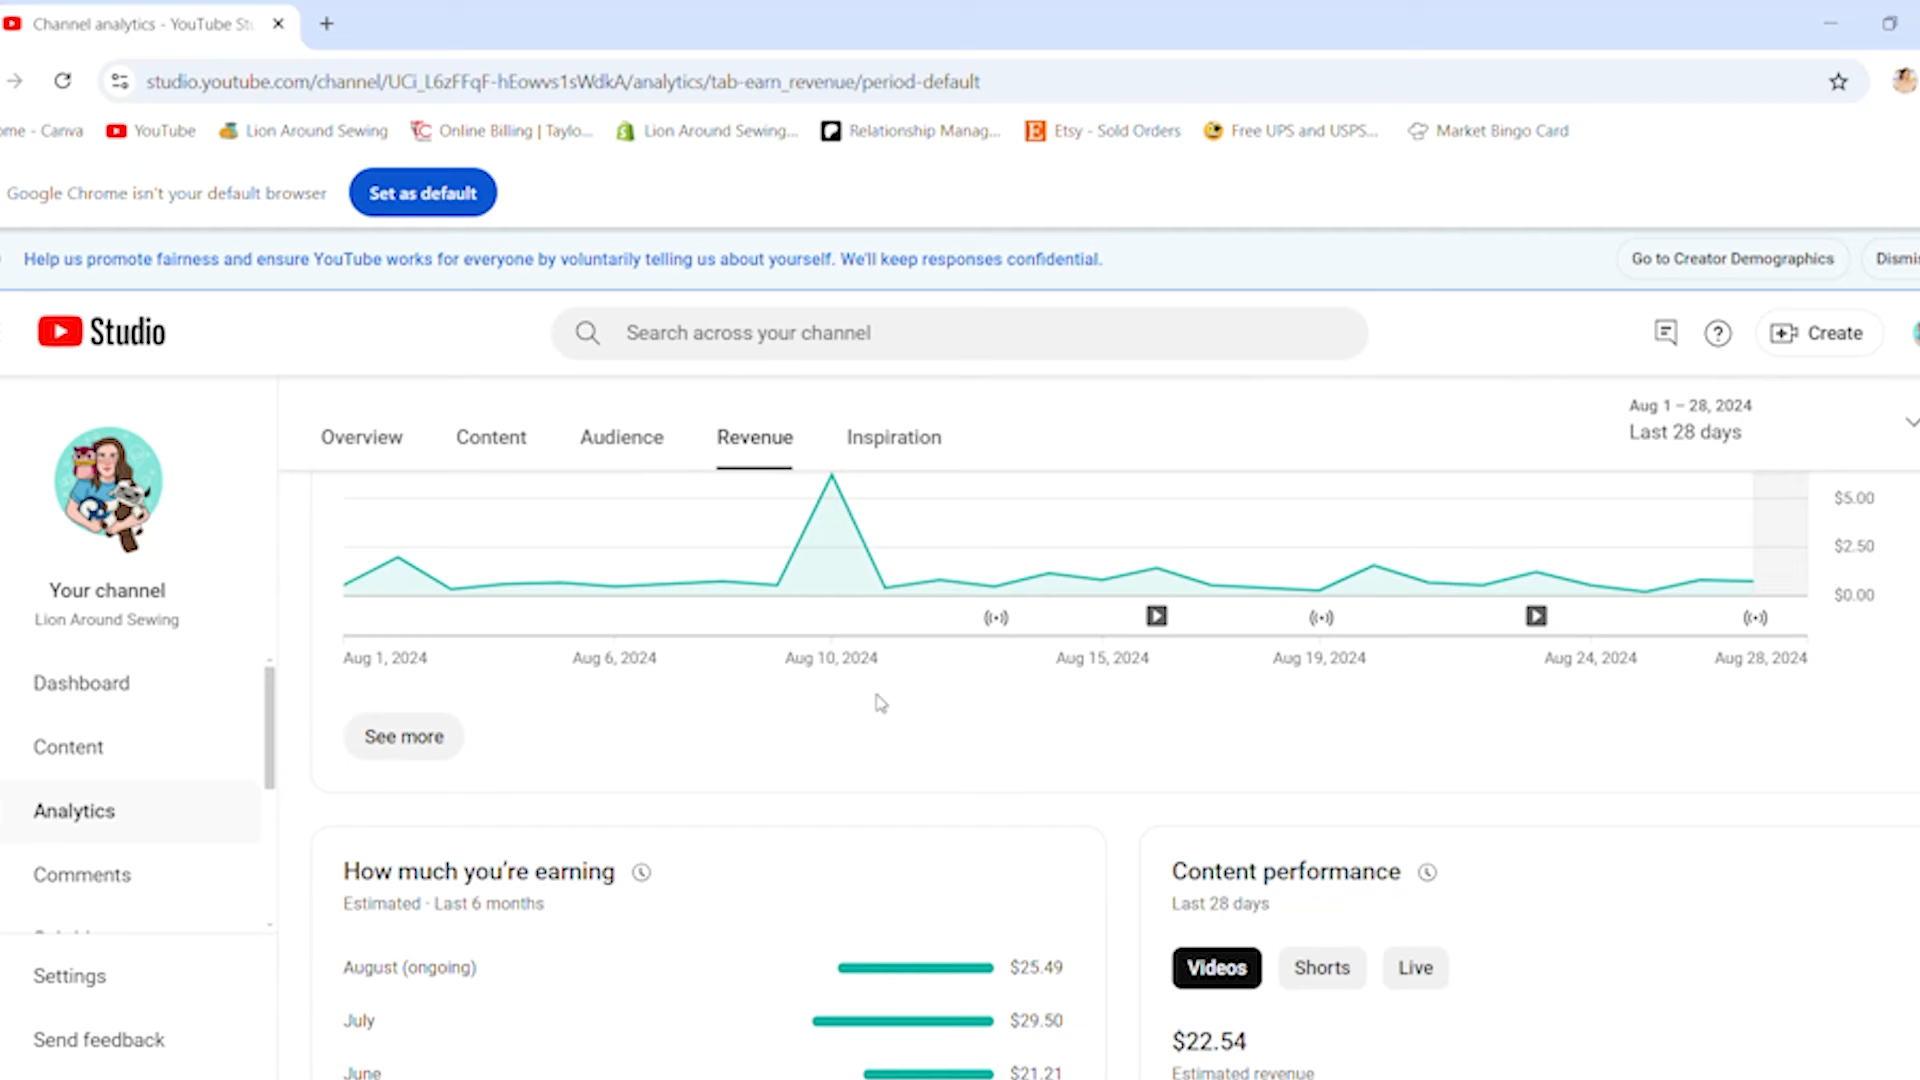 Channel analytics - YouTube Stu
studio.youtube.com/channel/UCi_L6zFFqF-hEowvs1sWdkA/analytics/tab-earn_revenue/period-default
ome - Canva
YouTube
Lion Around Sewing
Online Billing | Taylo...
Lion Around Sewing...
Relationship Manag...
Etsy - Sold Orders
Free UPS and USPS...
Market Bingo Card
Google Chrome isn't your default browser
Set as default
Help us promote fairness and ensure YouTube works for everyone by voluntarily telling us about yourself. We'll keep responses confidential.
Go to Creator Demographics
Dismis
Studio
Search across your channel
Create
Overview
Content
Audience
Revenue
Inspiration
Aug 1 – 28, 2024
Last 28 days
Your channel
Lion Around Sewing
Dashboard
Content
Analytics
Comments
Settings
Send feedback
$5.00
$2.50
$0.00
Aug 1, 2024
Aug 6, 2024
Aug 10, 2024
Aug 15, 2024
Aug 19, 2024
Aug 24, 2024
Aug 28, 2024
See more
How much you're earning
Estimated · Last 6 months
August (ongoing)
$25.49
July
$29.50
June
$21.21
Content performance
Last 28 days
Videos
Shorts
Live
$22.54
Estimated revenue